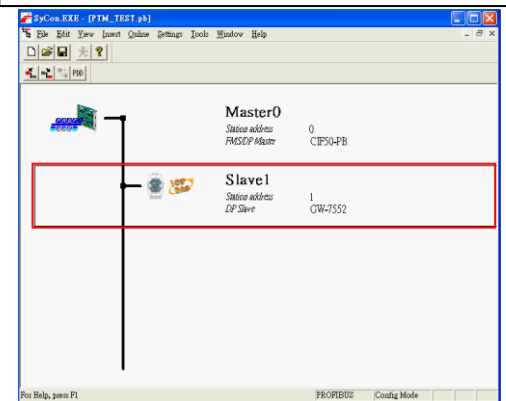 SyCon.EXE - [PTM_TEST.pb]
File Edit View Insert Online Settings Tools Window Help
PDO
Master0
Station address 0
FMS/DP Master CIF50-PB
Slave1
Station address 1
DP Slave GW-7552
For Help, press F1 PROFIBUS Config Mode